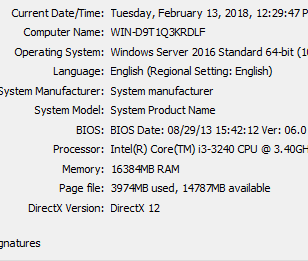 Current Date/Time: Tuesday, February 13, 2018, 12:29:47 P
Computer Name: WIN-D9T1Q3KRDLF
Operating System: Windows Server 2016 Standard 64-bit (10
Language: English (Regional Setting: English)
System Manufacturer: System manufacturer
System Model: System Product Name
BIOS: BIOS Date: 08/29/13 15:42:12 Ver: 06.0
Processor: Intel(R) Core(TM) i3-3240 CPU @ 3.40GH
Memory: 16384MB RAM
Page file: 3974MB used, 14787MB available
DirectX Version: DirectX 12
gnatures